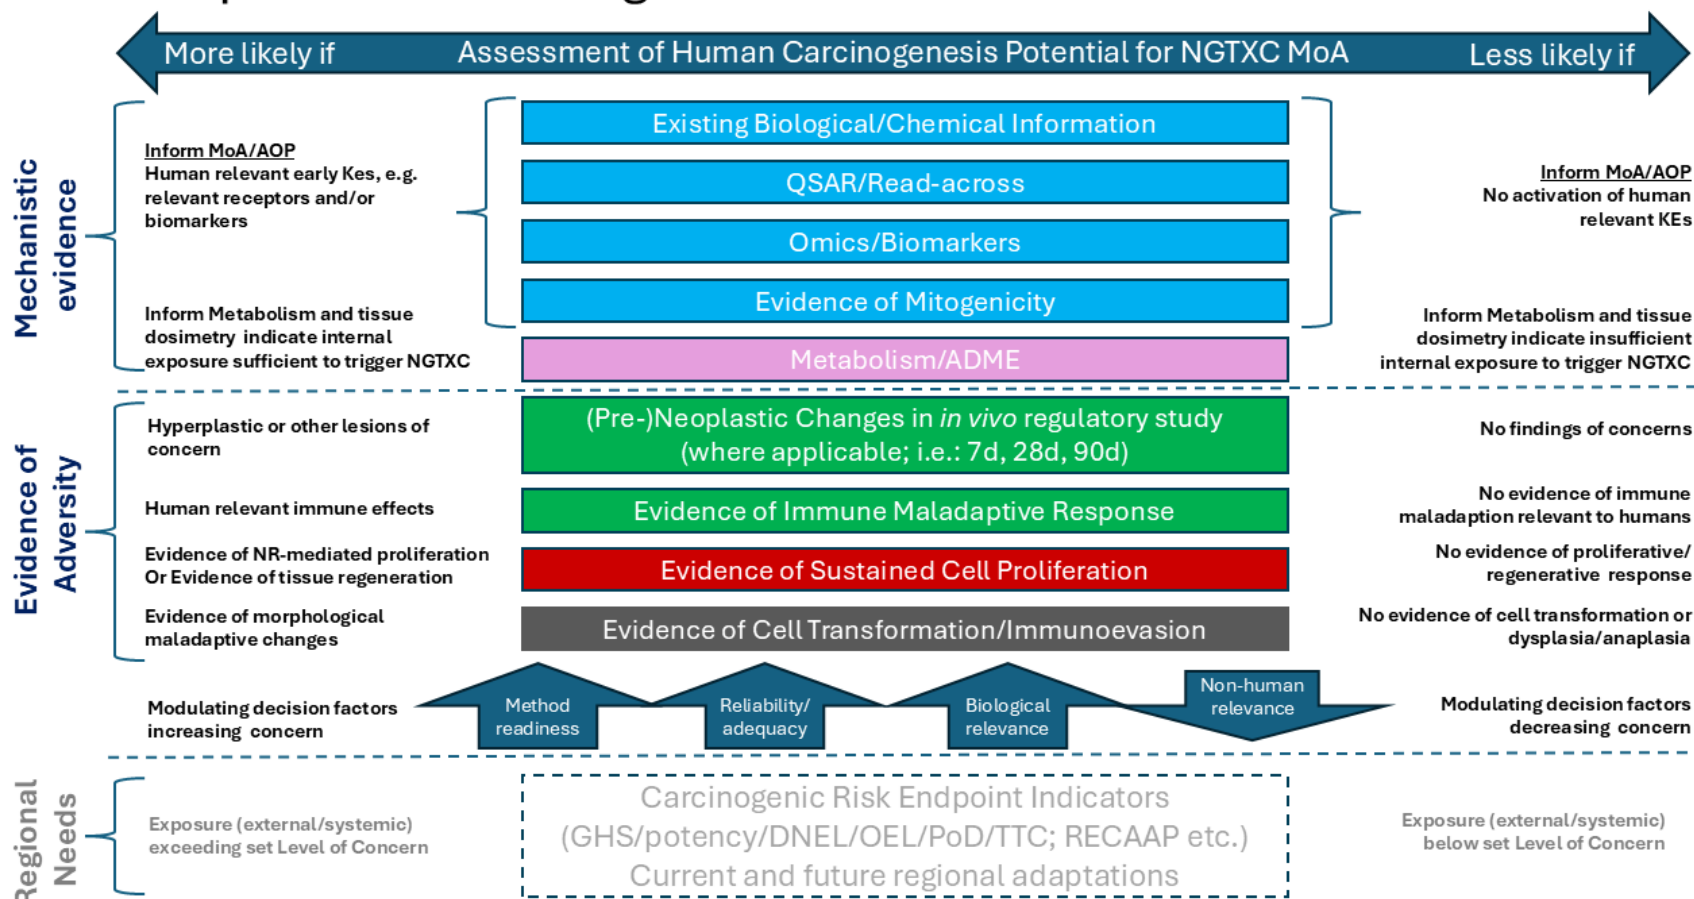 More likely if
Assessment of Human Carcinogenesis Potential for NGTXC MoA
Less likely if
Mechanistic
evidence
Inform MoA/AOP
Human relevant early Kes, e.g.
relevant receptors and/or
biomarkers
Inform Metabolism and tissue
dosimetry indicate internal
exposure sufficient to trigger NGTXC
Existing Biological/Chemical Information
QSAR/Read-across
Omics/Biomarkers
Evidence of Mitogenicity
Metabolism/ADME
Inform MoA/AOP
No activation of human
relevant KEs
Inform Metabolism and tissue
dosimetry indicate insufficient
internal exposure to trigger NGTXC
Evidence of
Adversity
Hyperplastic or other lesions of
concern
(Pre-)Neoplastic Changes in in vivo regulatory study
(where applicable; i.e.: 7d, 28d, 90d)
No findings of concerns
Human relevant immune effects
Evidence of Immune Maladaptive Response
No evidence of immune
maladaption relevant to humans
Evidence of NR-mediated proliferation
Or Evidence of tissue regeneration
Evidence of Sustained Cell Proliferation
No evidence of proliferative/
regenerative response
Evidence of morphological
maladaptive changes
Evidence of Cell Transformation/Immunoevasion
No evidence of cell transformation or
dysplasia/anaplasia
Modulating decision factors
increasing concern
Method
readiness
Reliability/
adequacy
Biological
relevance
Non-human
relevance
Modulating decision factors
decreasing concern
Regional
Needs
Exposure (external/systemic)
exceeding set Level of Concern
Carcinogenic Risk Endpoint Indicators
(GHS/potency/DNEL/OEL/PoD/TTC; RECAAP etc.)
Current and future regional adaptations
Exposure (external/systemic)
below set Level of Concern